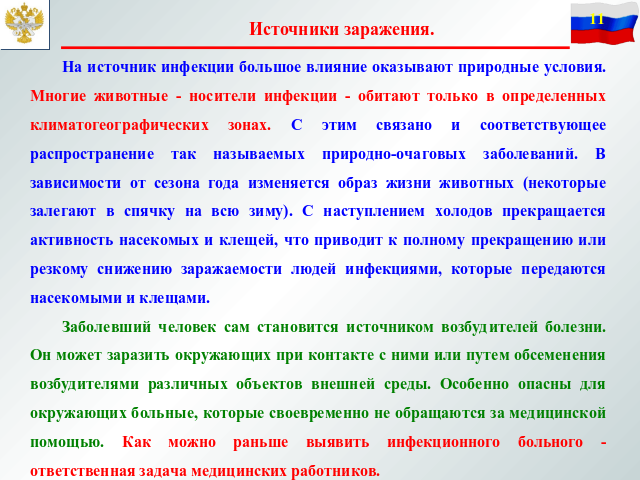 Источники заражения.
11
На источник инфекции большое влияние оказывают природные условия.
Многие животные - носители инфекции - обитают только в определенных
климатогеографических зонах. С этим связано и соответствующее
распространение так называемых природно-очаговых заболеваний. В
зависимости от сезона года изменяется образ жизни животных (некоторые
залегают в спячку на всю зиму). С наступлением холодов прекращается
активность насекомых и клещей, что приводит к полному прекращению или
резкому снижению заражаемости людей инфекциями, которые передаются
насекомыми и клещами.
Заболевший человек сам становится источником возбудителей болезни.
Он может заразить окружающих при контакте с ними или путем обсеменения
возбудителями различных объектов внешней среды. Особенно опасны для
окружающих больные, которые своевременно не обращаются за медицинской
помощью. Как можно раньше выявить инфекционного больного -
ответственная задача медицинских работников.